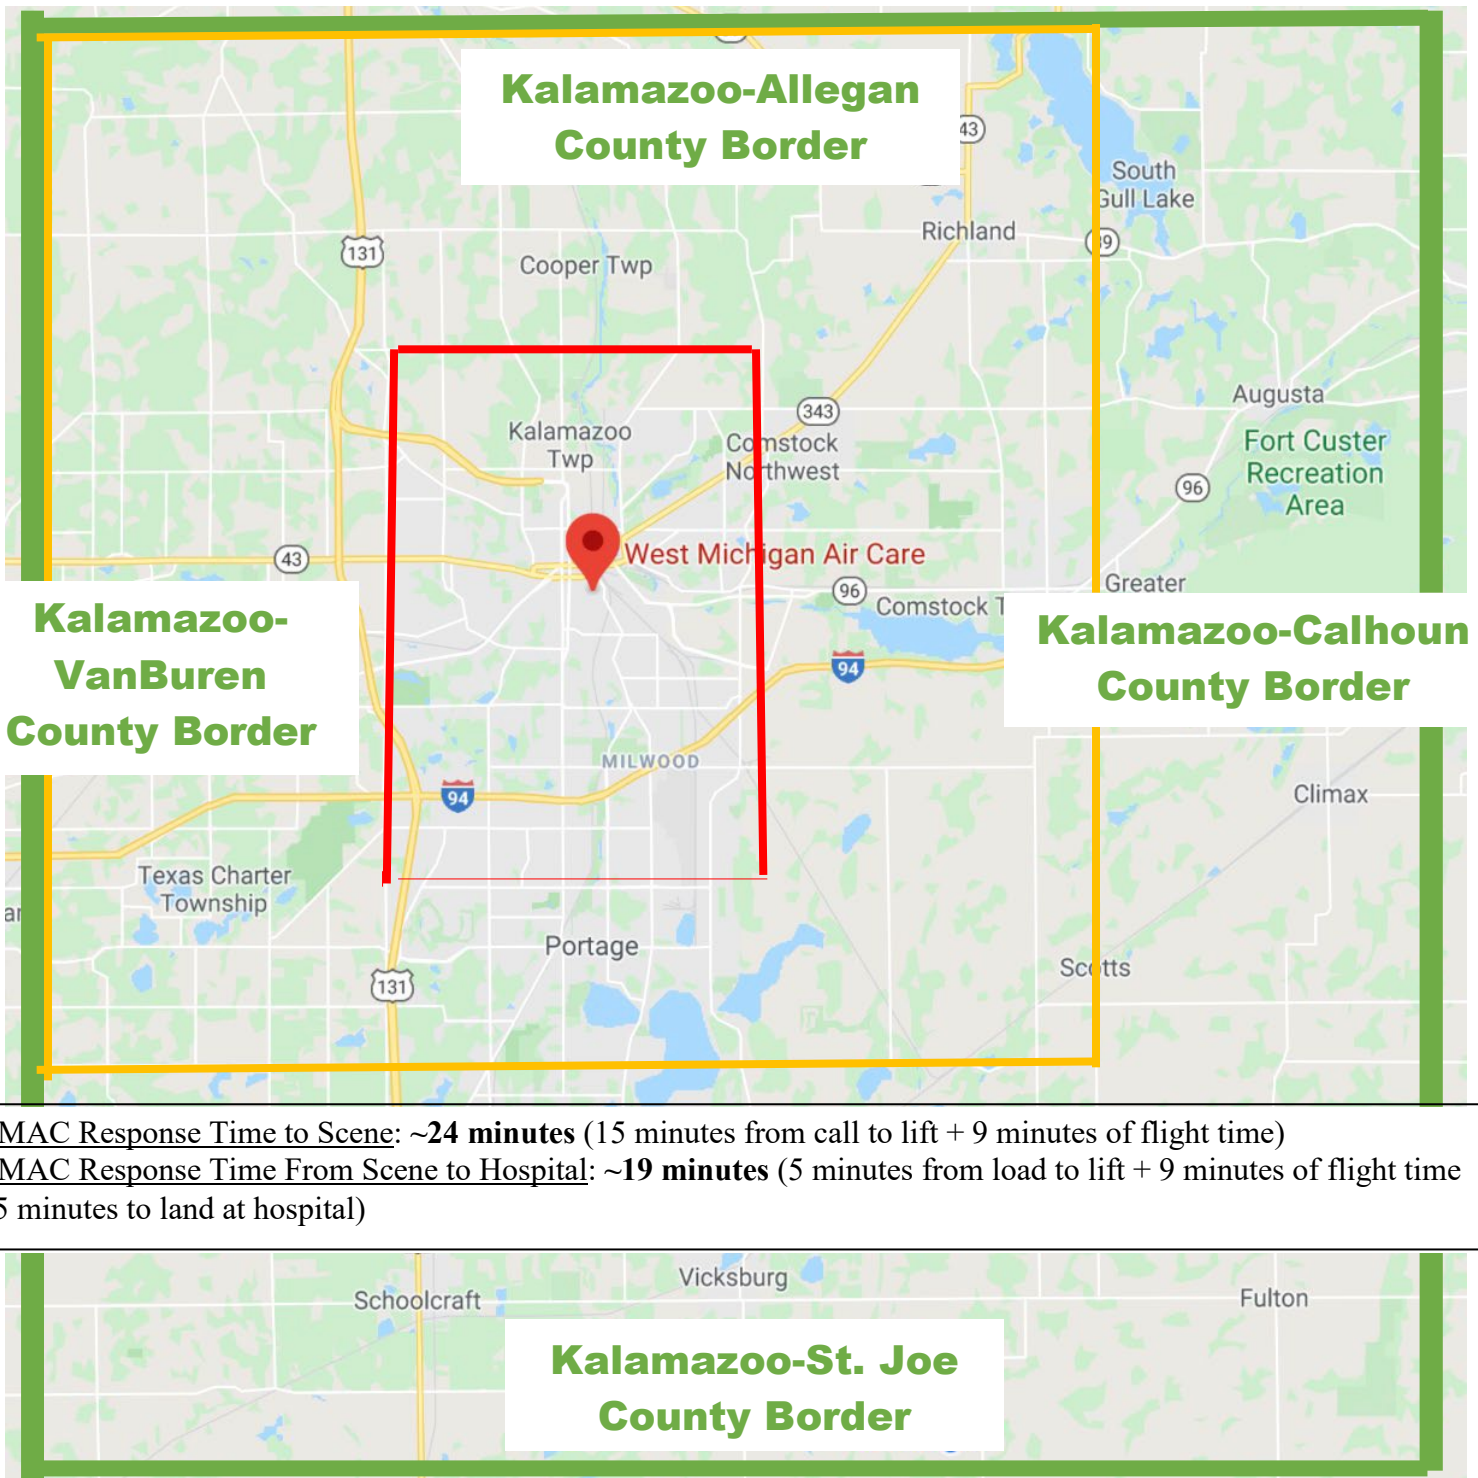 Kalamazoo-Allegan
County Border
43
South
Gull Lake
Richland
89
131
Cooper Twp
Augusta
343
Kalamazoo
Twp
Comstock
Northwest
Fort Custer
Recreation
Area
96
West Michigan Air Care
43
96
Greater
Comstock T
Kalamazoo-
VanBuren
County Border
Kalamazoo-Calhoun
County Border
94
MILWOOD
94
Climax
Texas Charter
Township
ar
Portage
Scotts
131
MAC Response Time to Scene: ~24 minutes (15 minutes from call to lift + 9 minutes of flight time)
MAC Response Time From Scene to Hospital: ~19 minutes (5 minutes from load to lift + 9 minutes of flight time
5 minutes to land at hospital)
Vicksburg
Schoolcraft
Fulton
Kalamazoo-St. Joe
County Border